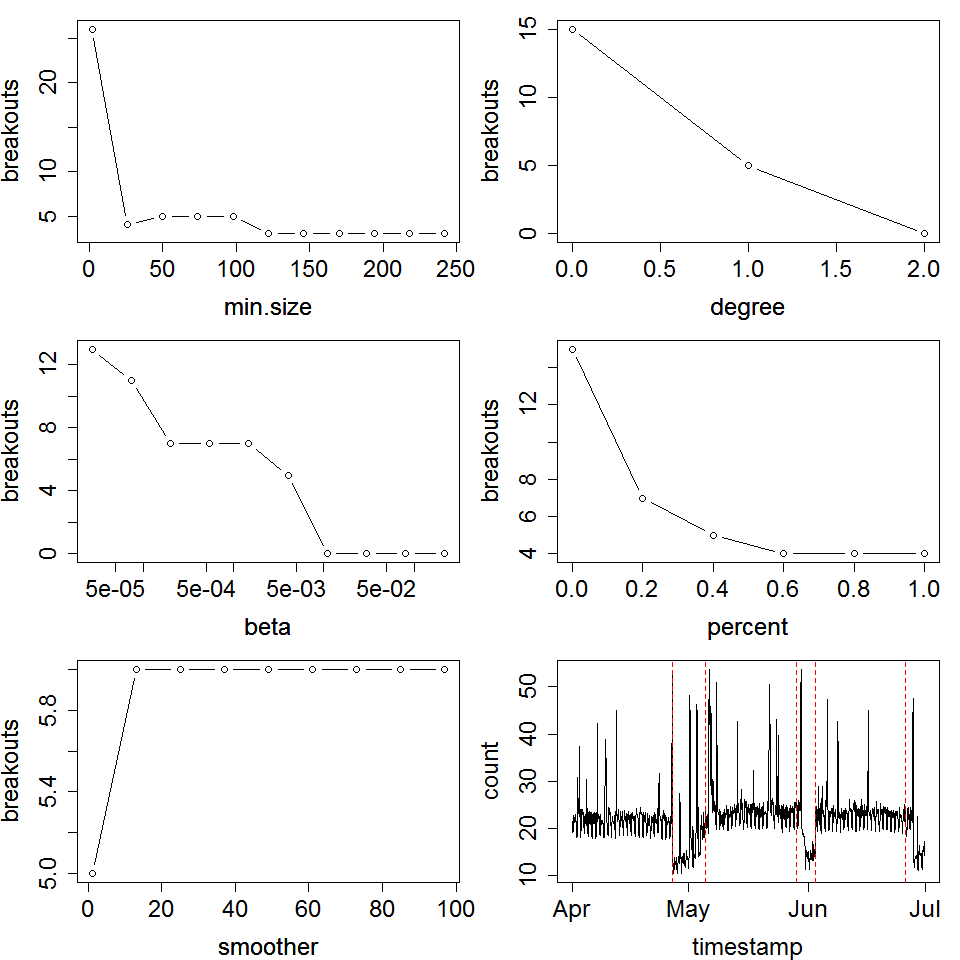 breakouts
20
10
5
0 50 100 150 200 250
min.size
breakouts
15
10
5
0
0.0 0.5 1.0 1.5 2.0
degree
breakouts
12
8
4
0
5e-05 5e-04 5e-03 5e-02
beta
breakouts
12
8
6
4
0.0 0.2 0.4 0.6 0.8 1.0
percent
breakouts
5.8
5.4
5.0
0 20 40 60 80 100
smoother
count
50
40
30
20
10
Apr May Jun Jul
timestamp